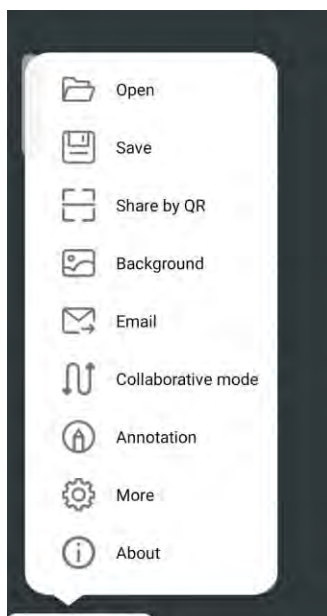 Open
Save
Share by QR
Background
Email
Collaborative mode
Annotation
More
About